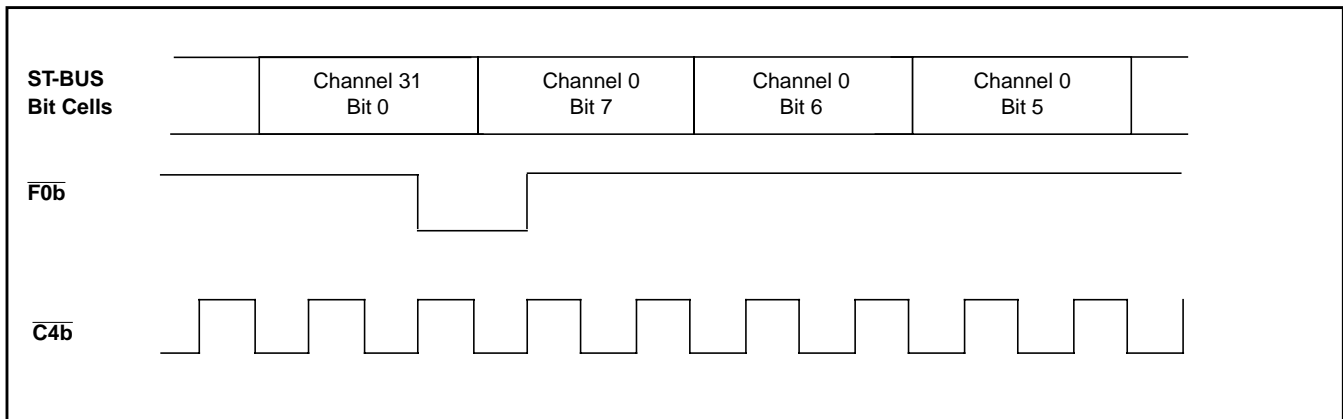 ST-BUS
Bit Cells
Channel 31
Bit 0
Channel 0
Bit 7
Channel 0
Bit 6
Channel 0
Bit 5
F0b
C4b